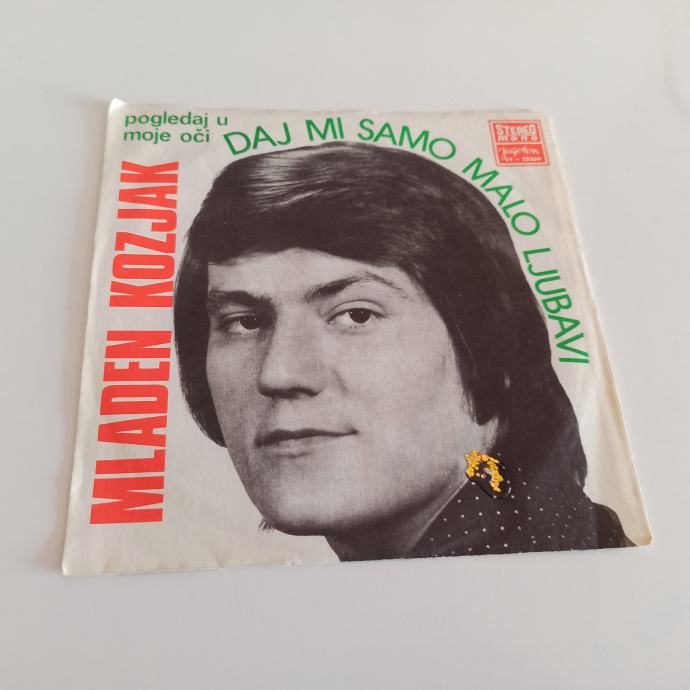 pogledaj u
moje oči
DAJ MI SAMO MALO LJUBAVI
STEREO
mono
Jugoton
MLADEN KOZJAK